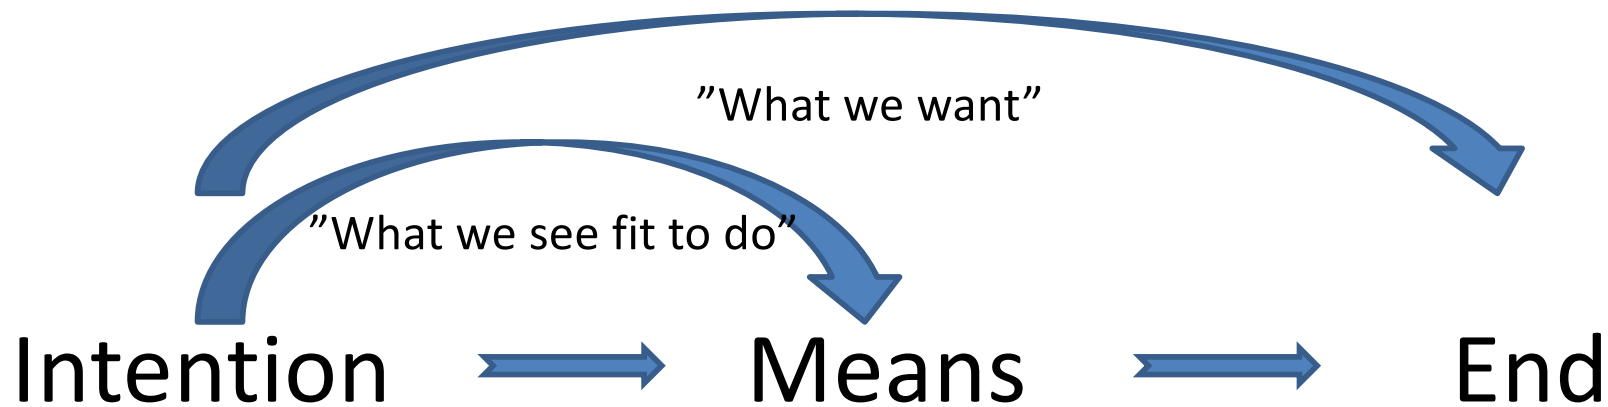 ”What we want”
”What we see fit to do”
Intention Means End